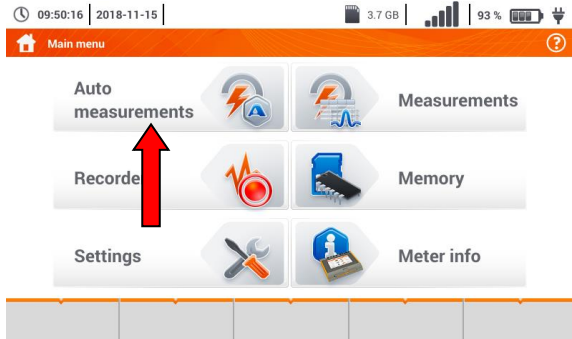 09:50:16 2018-11-15 3.7 GB 93 %
Main menu ?
Auto
measurements
Measurements
Memory
Settings
Meter info